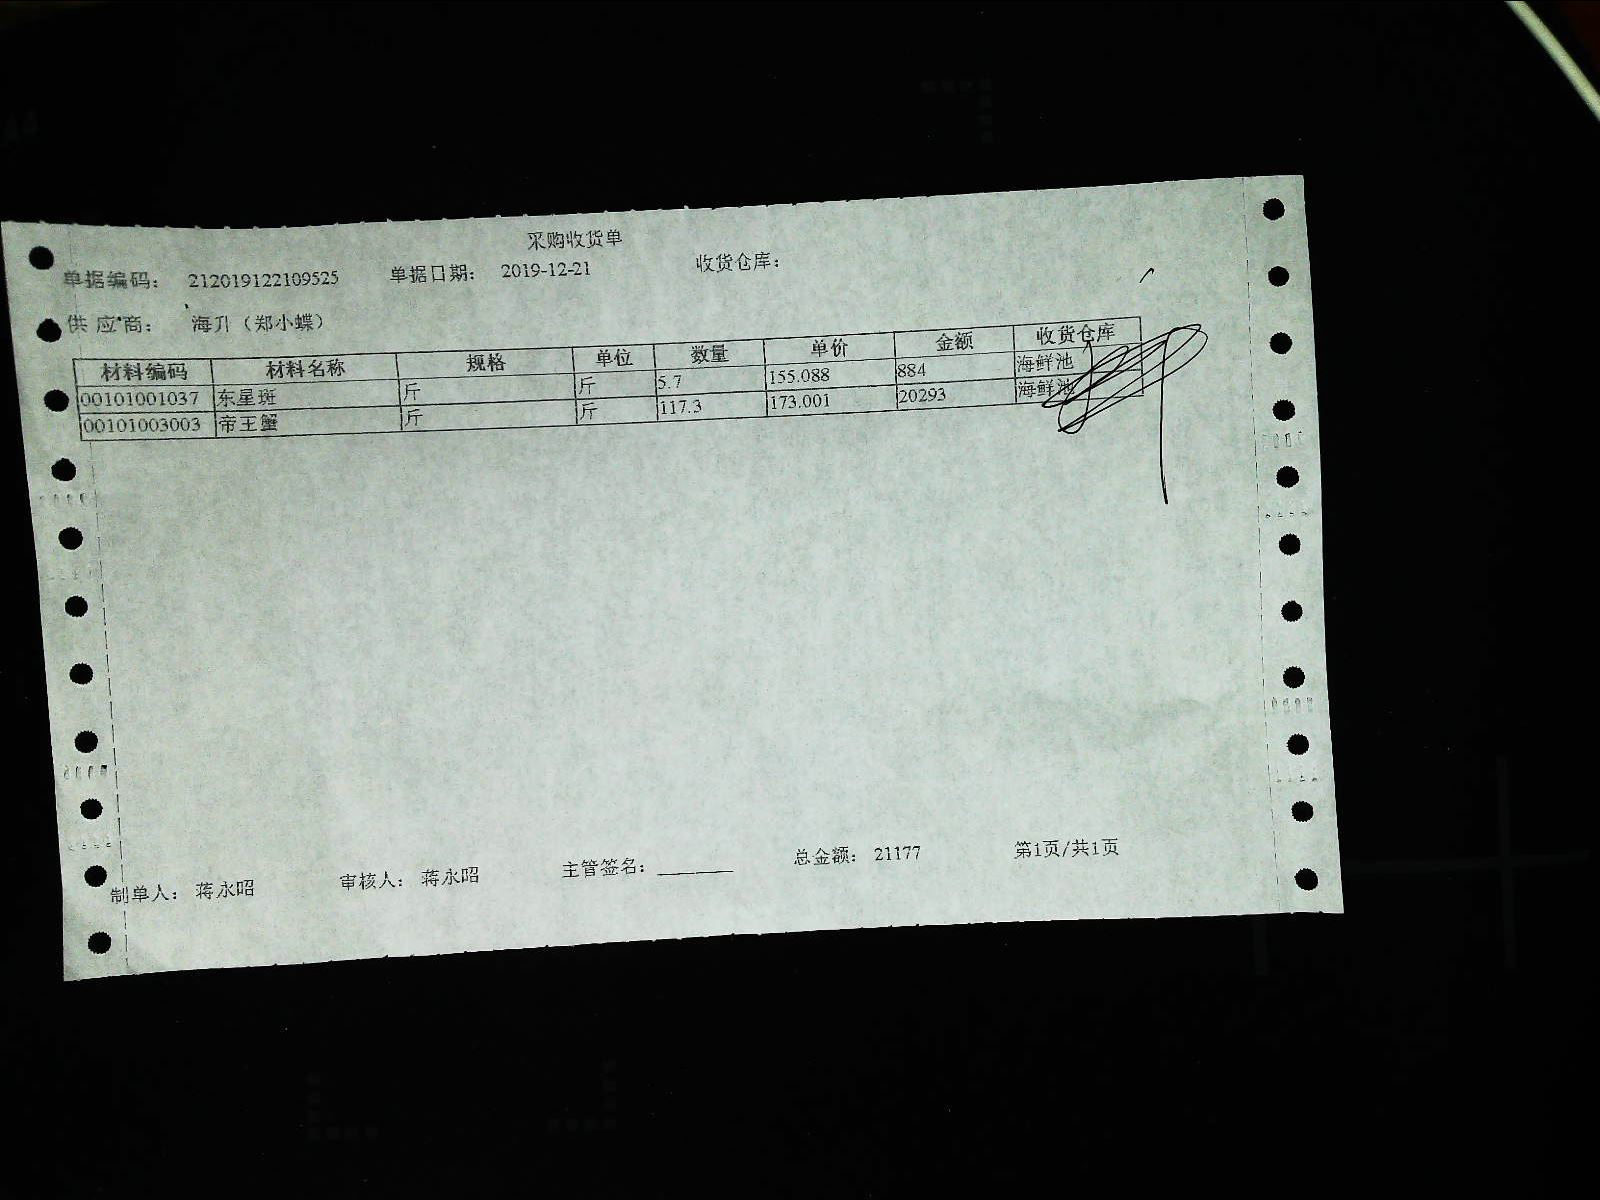 采购收货单
单据编码: 212019122109525 单据日期: 2019-12-21 收货仓库:
供应商: 海升（郑小蝶）
材料编码 材料名称 规格 单位 数量 单价 金额 收货仓库
00101001037 东星斑 斤 斤 5.7 155.088 884 海鲜池
00101003003 帝王蟹 斤 斤 117.3 173.001 20293 海鲜池
制单人: 蒋永昭 审核人: 蒋永昭 主管签名: 总金额: 21177 第1页/共1页